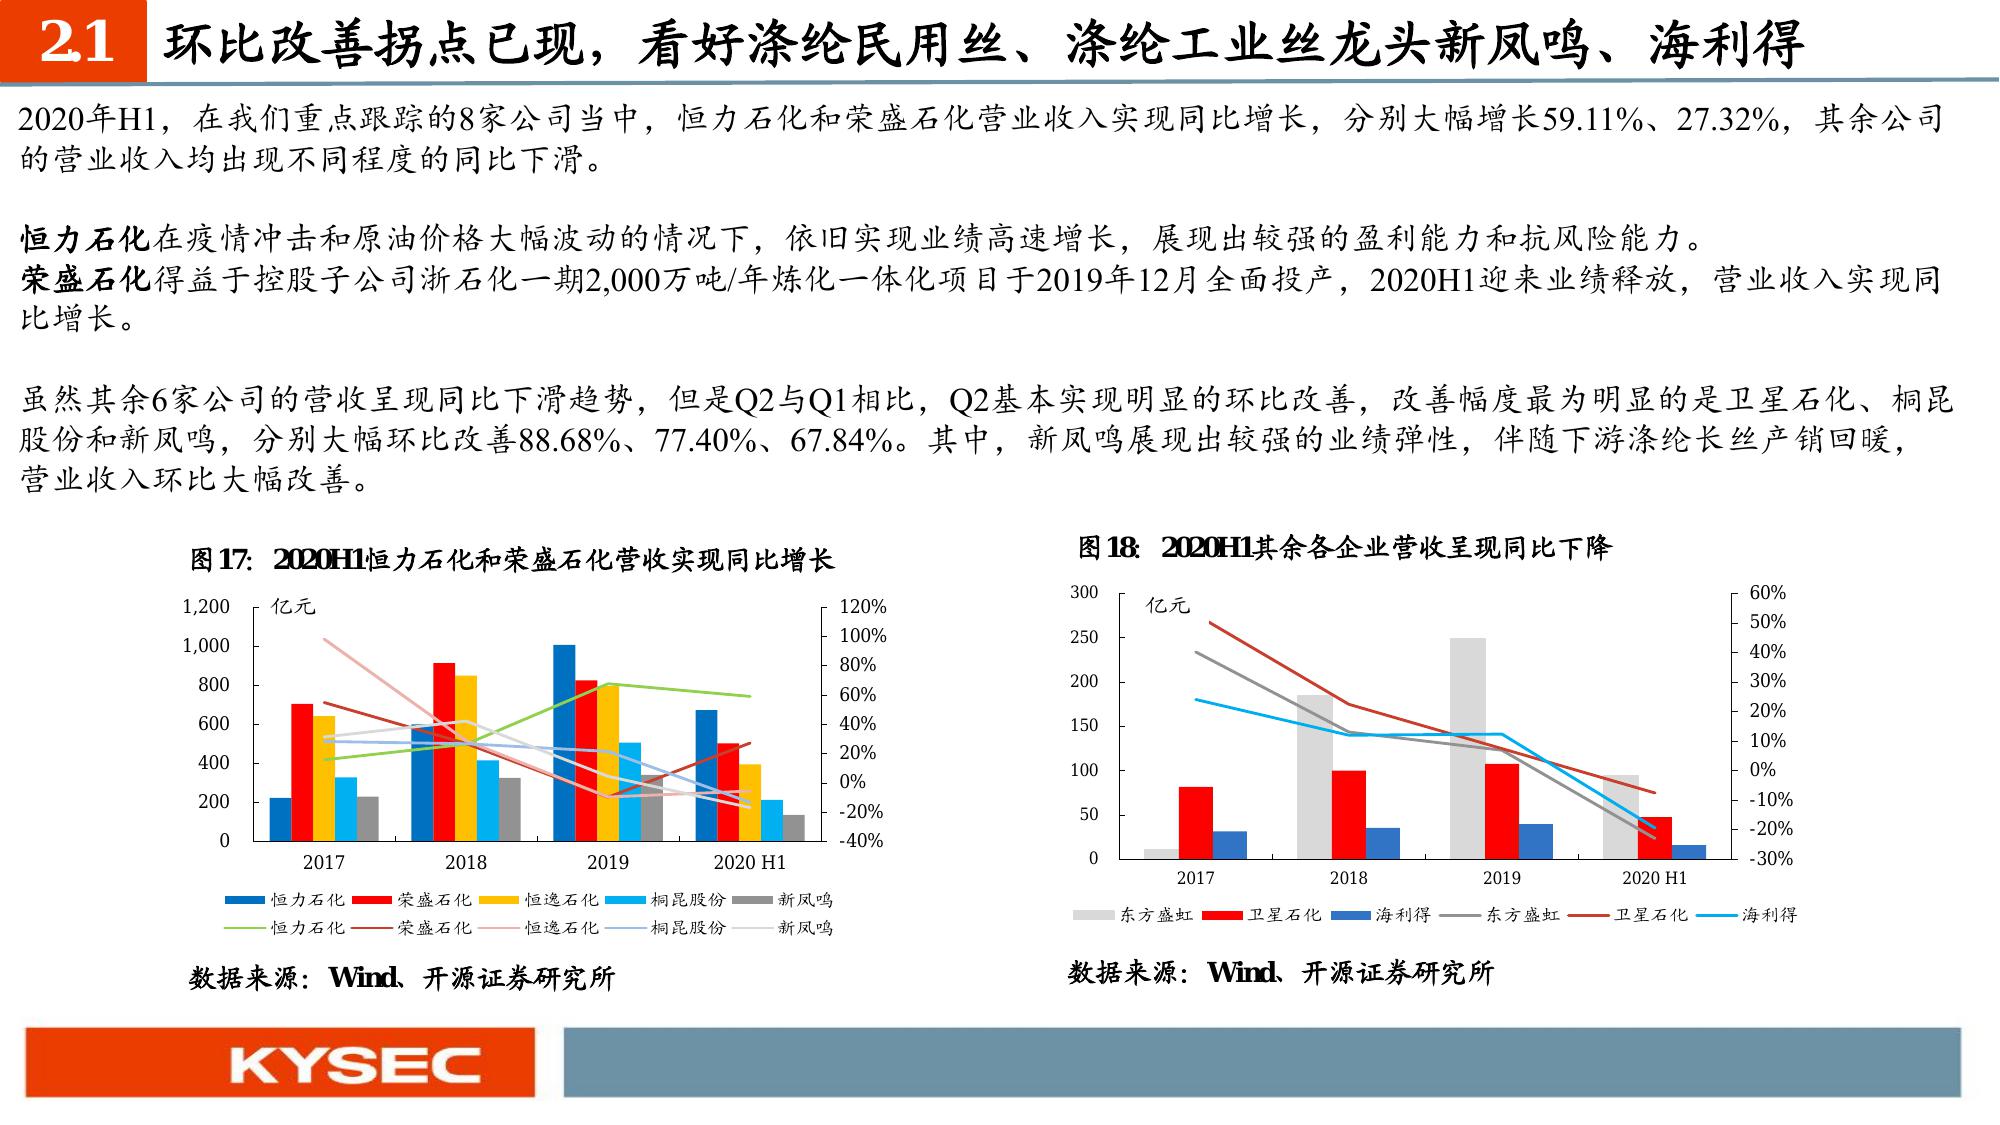 2.1 环比改善拐点已现，看好涤纶民用丝、涤纶工业丝龙头新凤鸣、海利得
2020年H1，在我们重点跟踪的8家公司当中，恒力石化和荣盛石化营业收入实现同比增长，分别大幅增长59.11%、27.32%，其余公司
的营业收入均出现不同程度的同比下滑。
恒力石化在疫情冲击和原油价格大幅波动的情况下，依旧实现业绩高速增长，展现出较强的盈利能力和抗风险能力。
荣盛石化得益于控股子公司浙石化一期2,000万吨/年炼化一体化项目于2019年12月全面投产，2020H1迎来业绩释放，营业收入实现同
比增长。
虽然其余6家公司的营收呈现同比下滑趋势，但是Q2与Q1相比，Q2基本实现明显的环比改善，改善幅度最为明显的是卫星石化、桐昆
股份和新凤鸣，分别大幅环比改善88.68%、77.40%、67.84%。其中，新凤鸣展现出较强的业绩弹性，伴随下游涤纶长丝产销回暖，
营业收入环比大幅改善。
图17：2020H1恒力石化和荣盛石化营收实现同比增长
亿元
1,200
1,000
800
600
400
200
0
120%
100%
80%
60%
40%
20%
0%
-20%
-40%
2017 2018 2019 2020 H1
恒力石化 荣盛石化 恒逸石化 桐昆股份 新凤鸣
恒力石化 荣盛石化 恒逸石化 桐昆股份 新凤鸣
数据来源：Wind、开源证券研究所
图18：2020H1其余各企业营收呈现同比下降
亿元
300
250
200
150
100
50
0
60%
50%
40%
30%
20%
10%
0%
-10%
-20%
-30%
2017 2018 2019 2020 H1
东方盛虹 卫星石化 海利得 东方盛虹 卫星石化 海利得
数据来源：Wind、开源证券研究所
KYSEC